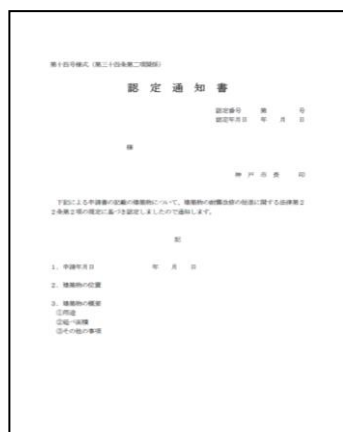 第十四号様式（第三十四条第二項関係）
認 定 通 知 書
認定番号　第　　　号
認定年月日　年　月　日
様
神 戸 市 長　印
下記による申請書の記載の建築物について、建築物の耐震改修の促進に関する法律第２
２条第２項の規定に基づき認定しましたので通知します。
記
１．申請年月日　　　年　月　日
２．建築物の位置
３．建築物の概要
①用途
②延べ面積
③その他の事項